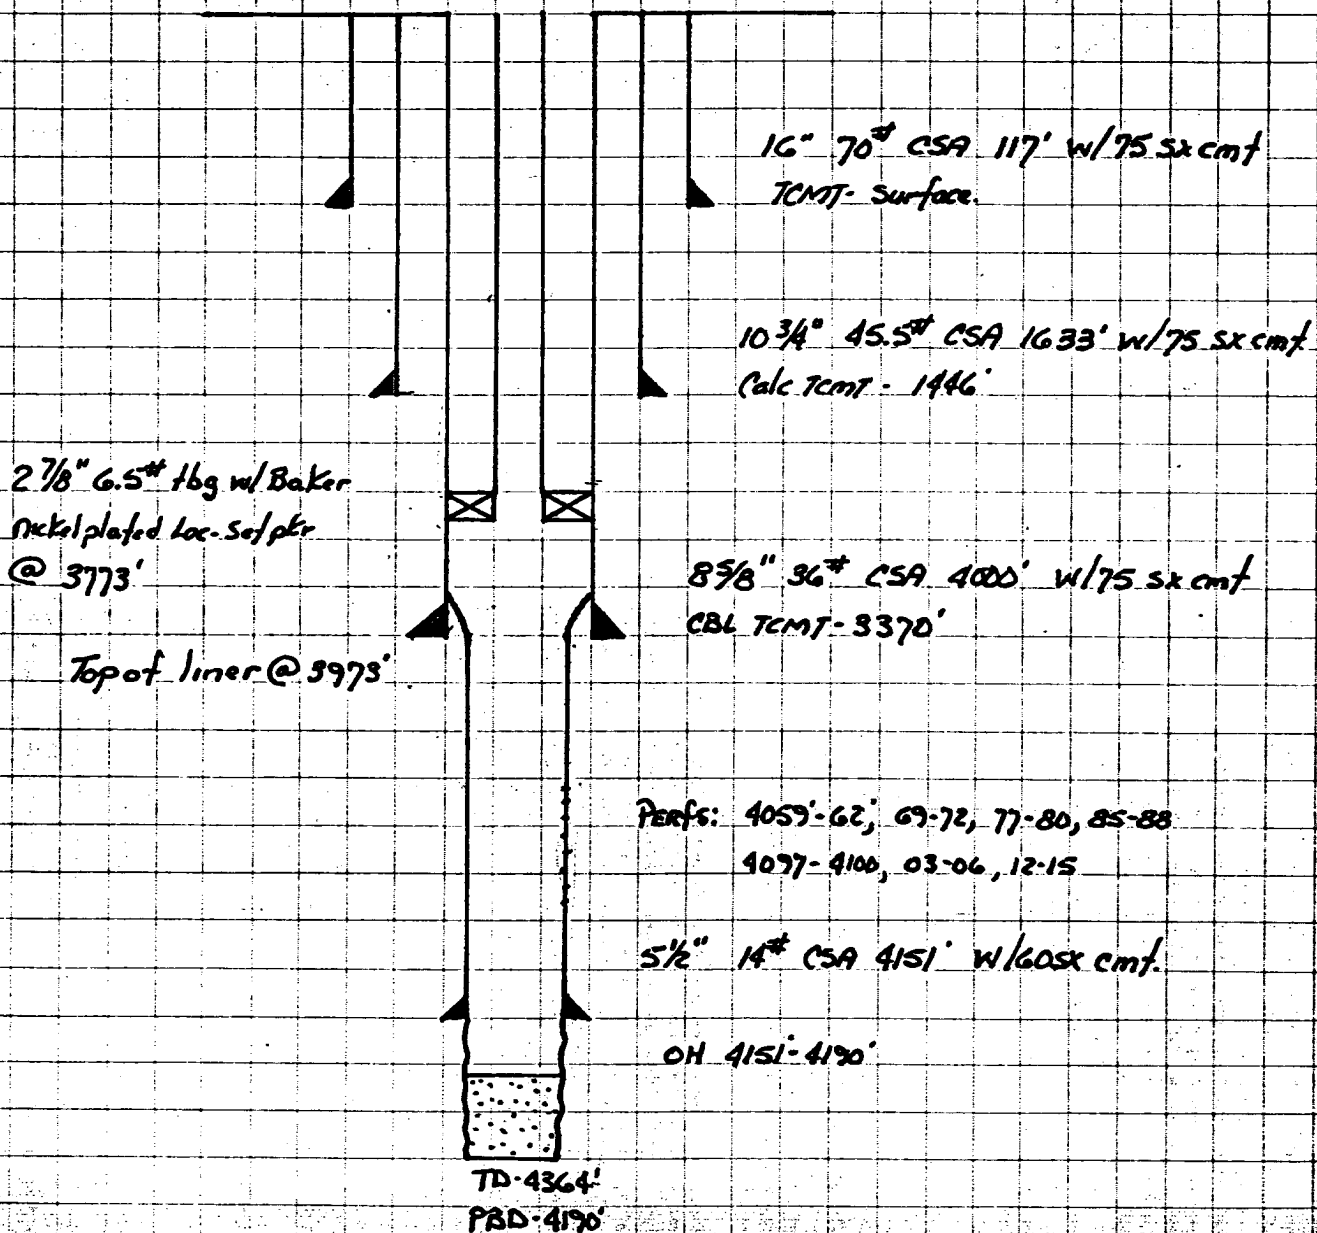 16" 70# CSA 117' w/75 sx cmt
TCMT- Surface.
10 3/4" 45.5# CSA 1633' w/75 sx cmt
Calc TCMT - 1446'
2 7/8" 6.5# tbg w/ Baker
nickel plated Loc-Set pkr
@ 3773'
8 5/8" 36# CSA 4000' w/75 sx cmt
CBL TCMT- 3370'
Top of liner @ 3973'
Perfs: 4059'-62', 69-72, 77-80, 85-88
4097-4100, 03-06, 12-15
5 1/2" 14# CSA 4151' w/60sx cmt.
OH 4151'-4190'
TD-4364'
PBD-4190'